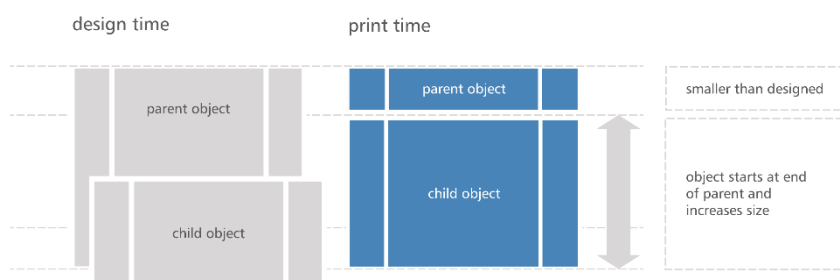 design time
print time
parent object
parent object
smaller than designed
child object
child object
object starts at end
of parent and
increases size